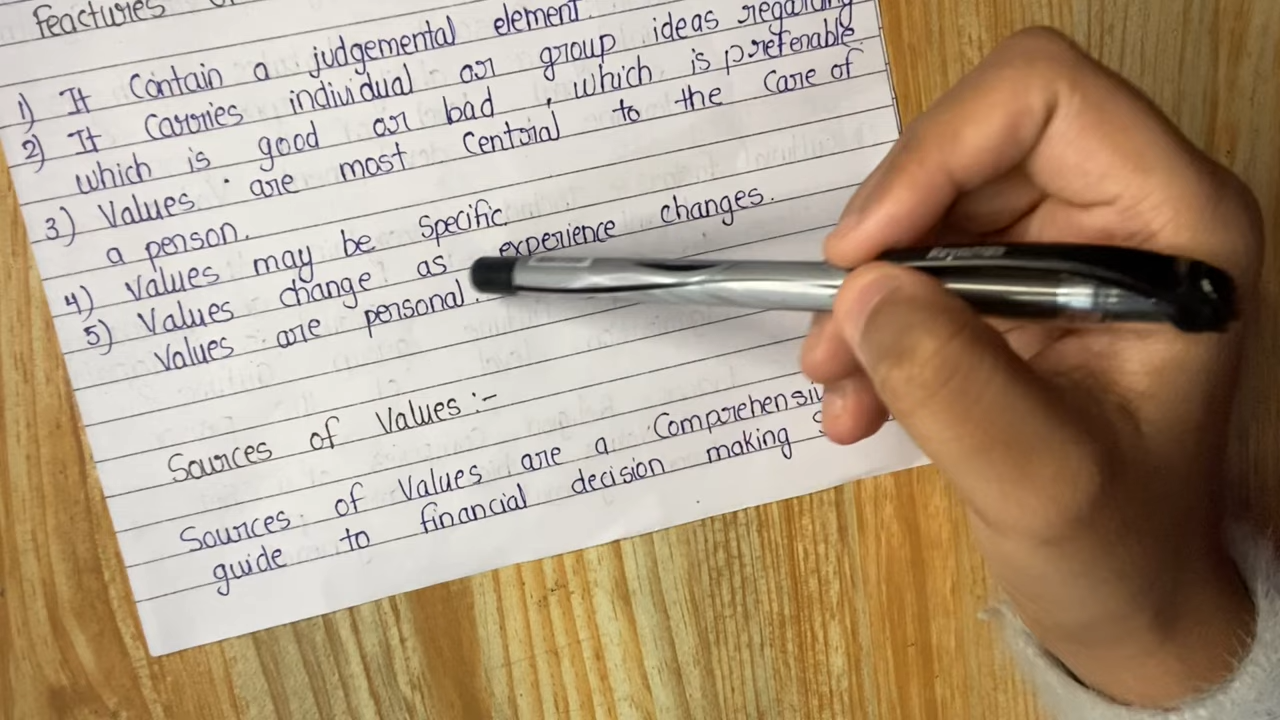 Feactures
1) It Contain a judgemental element.
2) It Carries individual or group ideas regarding
which is good or bad, which is preferable
3) Values are most Central to the Care of
a person.
4) Values may be Specific
5) Values change as experience changes.
Values are personal.
Sources of Values :-
Sources of Values are a Comprehensiv
guide to financial decision making